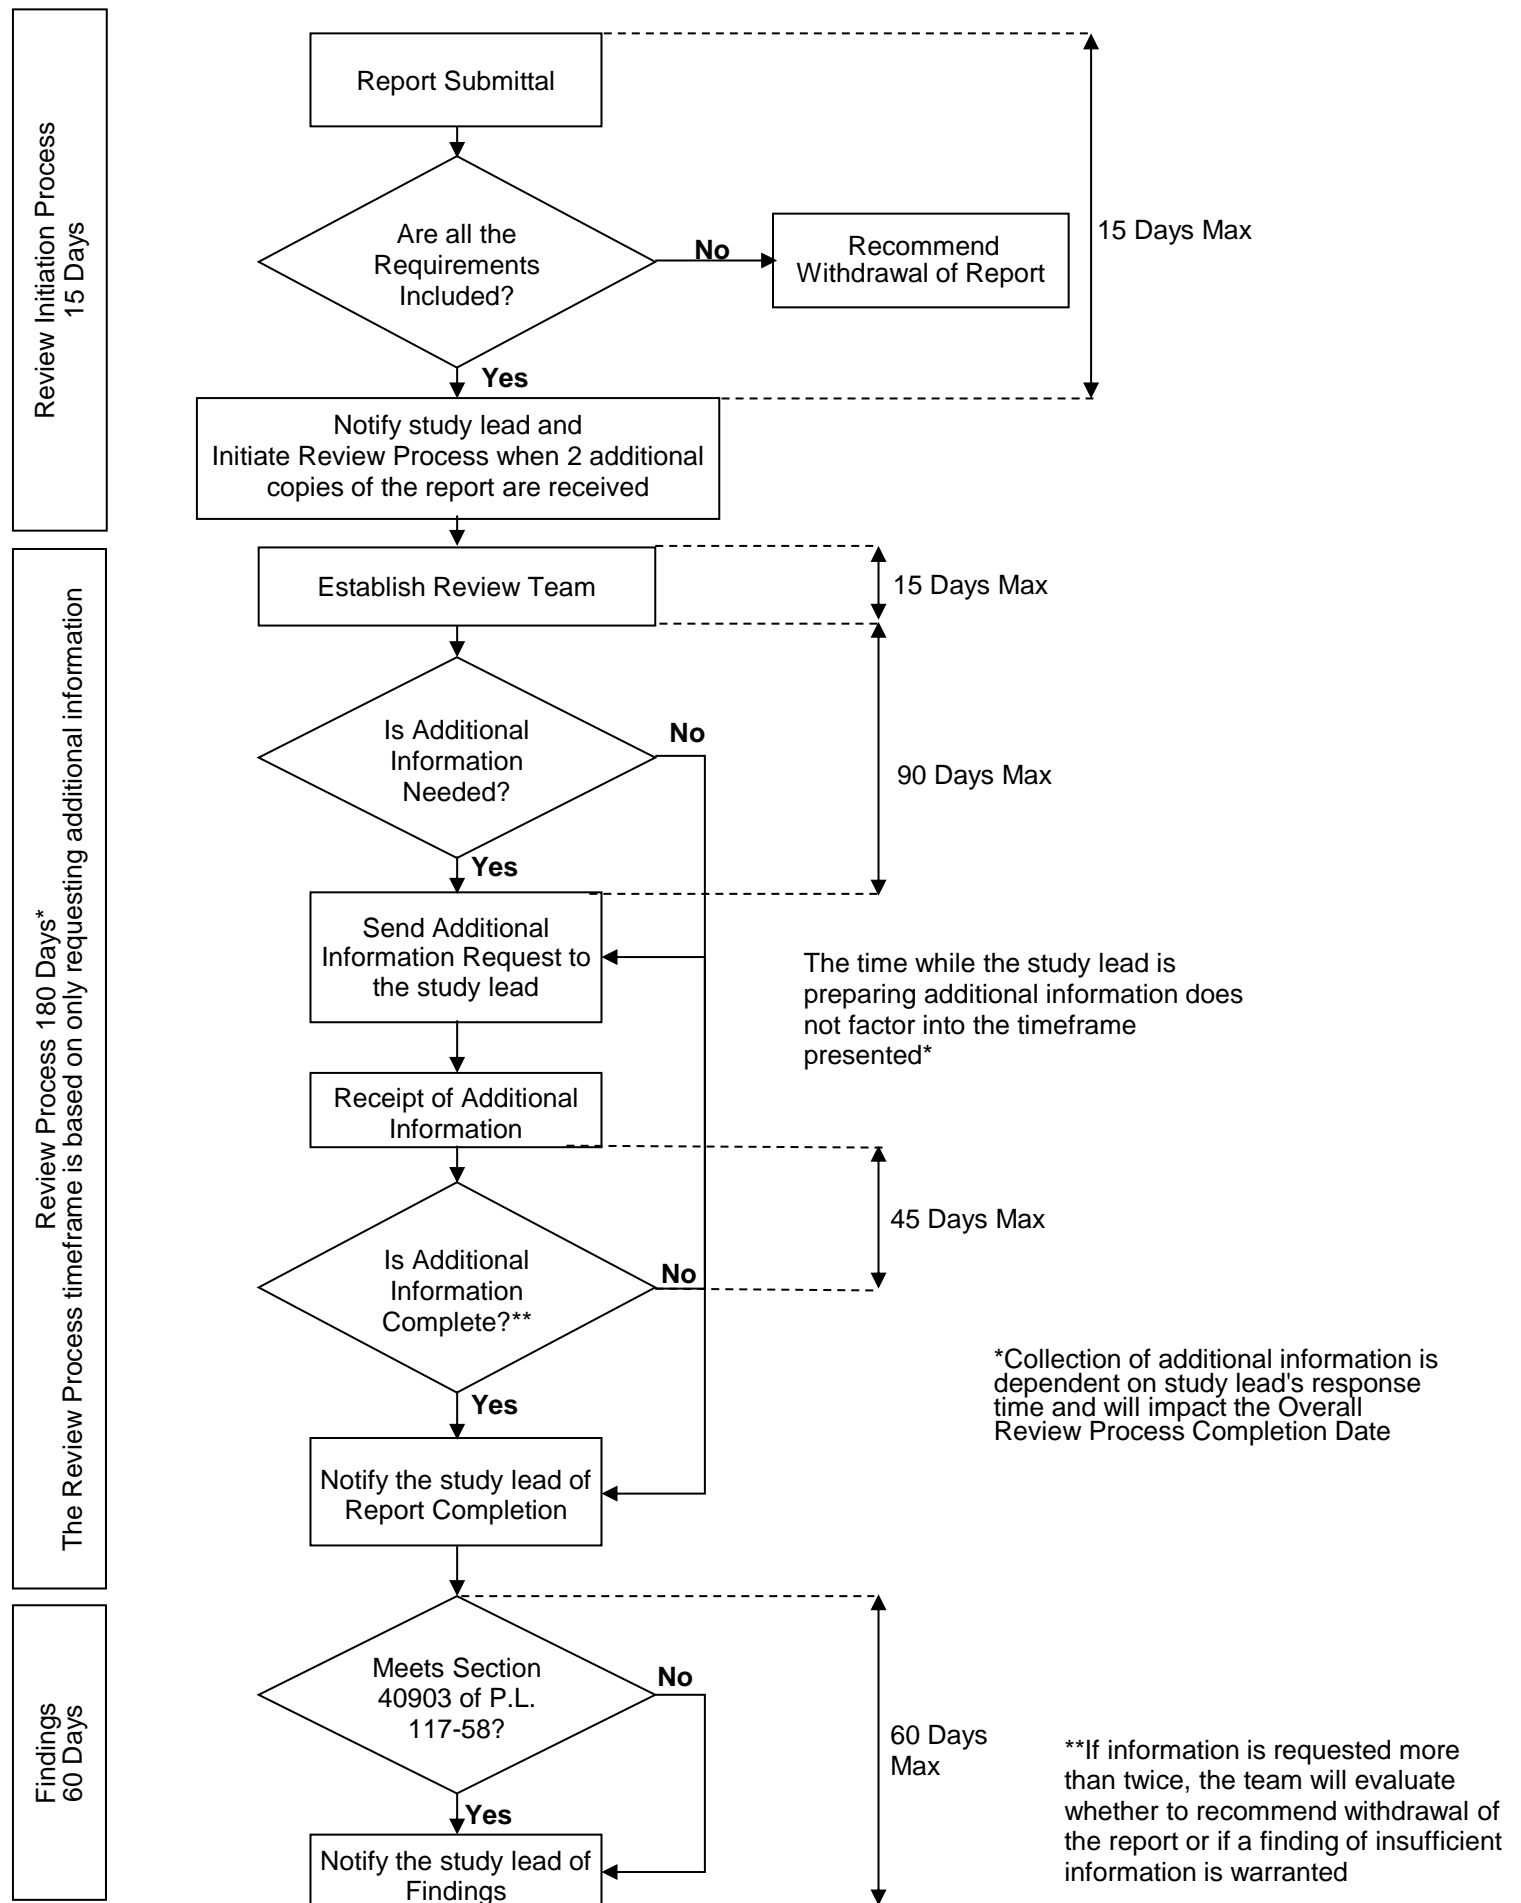 Review Initiation Process
15 Days
Report Submittal
Are all the
Requirements
Included?
No
Recommend
Withdrawal of Report
15 Days Max
Yes
Notify study lead and
Initiate Review Process when 2 additional
copies of the report are received
Review Process 180 Days*
The Review Process timeframe is based on only requesting additional information
Establish Review Team
15 Days Max
Is Additional
Information
Needed?
No
90 Days Max
Yes
Send Additional
Information Request to
the study lead
The time while the study lead is
preparing additional information does
not factor into the timeframe
presented*
Receipt of Additional
Information
45 Days Max
Is Additional
Information
Complete?**
No
*Collection of additional information is
dependent on study lead's response
time and will impact the Overall
Review Process Completion Date
Yes
Notify the study lead of
Report Completion
Findings
60 Days
Meets Section
40903 of P.L.
117-58?
No
60 Days
Max
**If information is requested more
than twice, the team will evaluate
whether to recommend withdrawal of
the report or if a finding of insufficient
information is warranted
Yes
Notify the study lead of
Findings